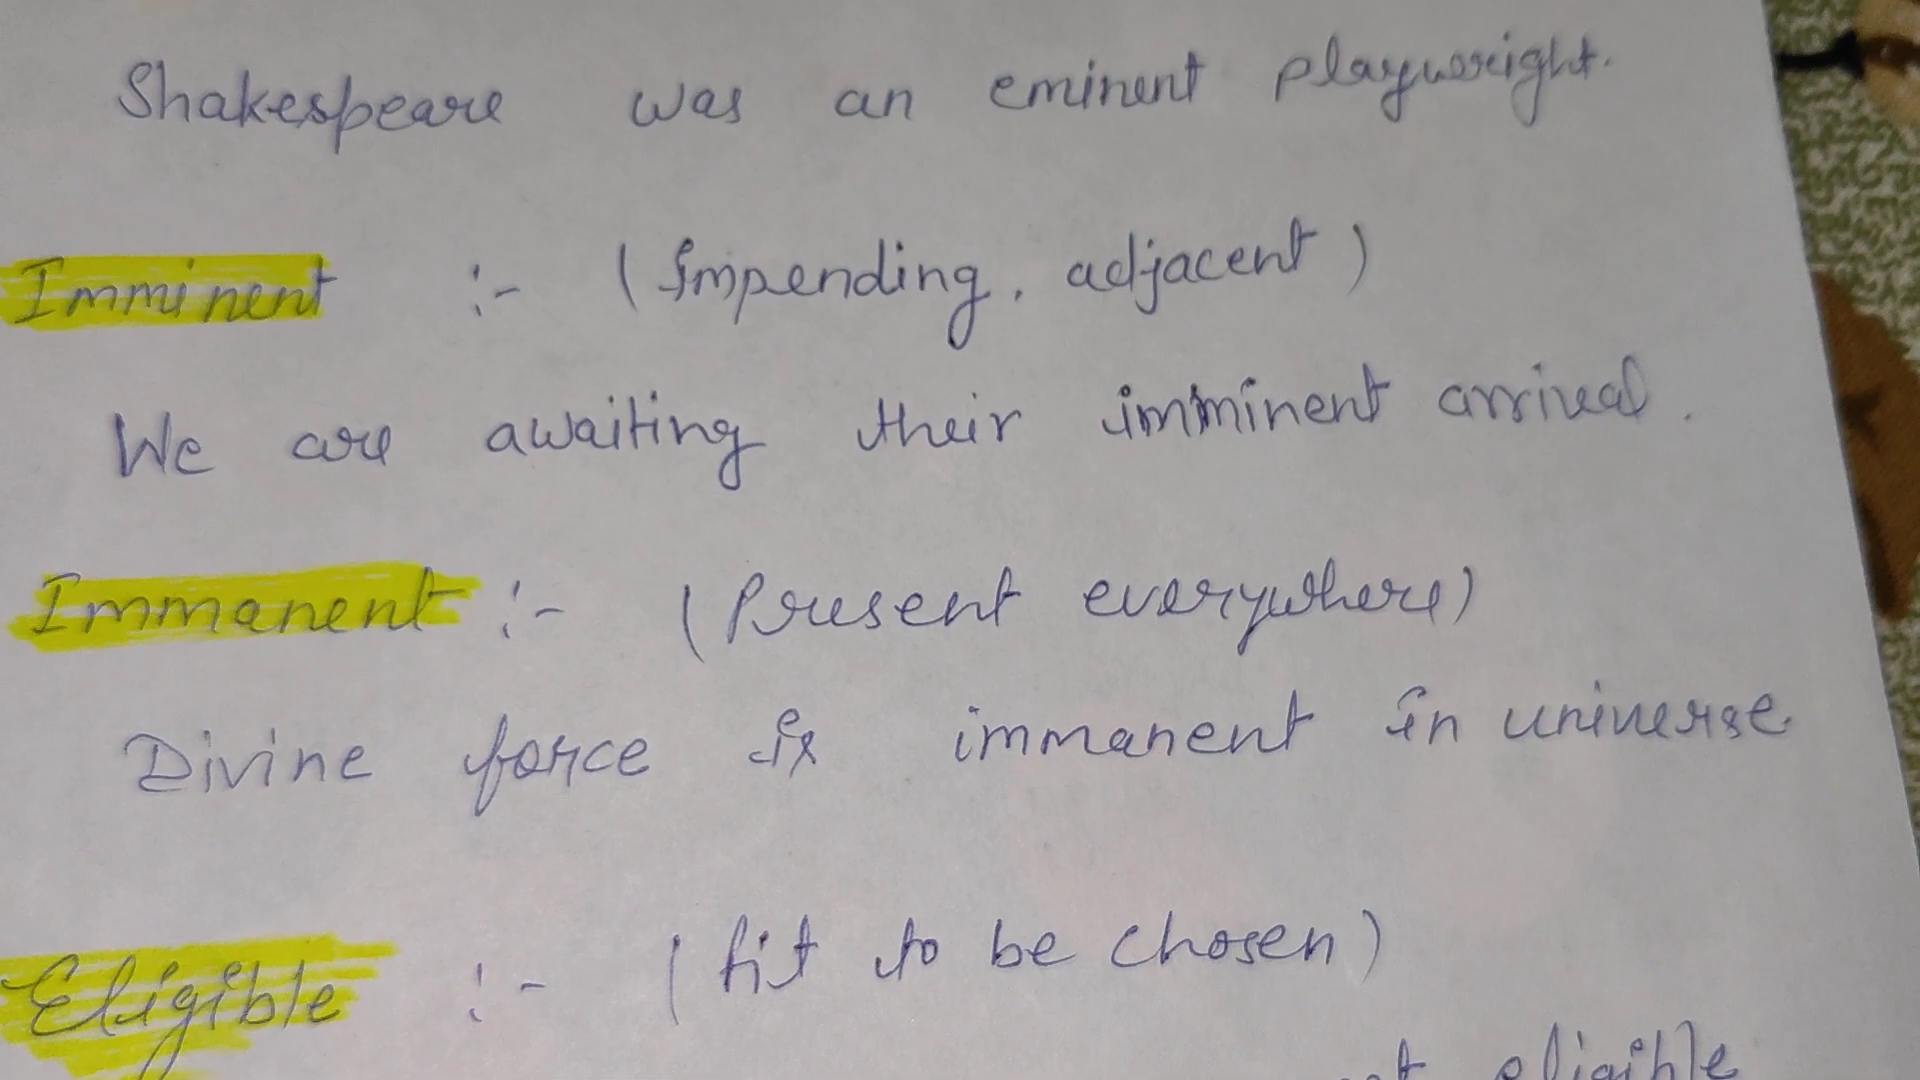 Shakespeare was an eminent playwright.
Imminent :- (Impending, adjacent)
We are awaiting their imminent arrival.
Immanent :- (Present everywhere)
Divine force is immanent in universe
Eligible :- (fit to be chosen)
eligible